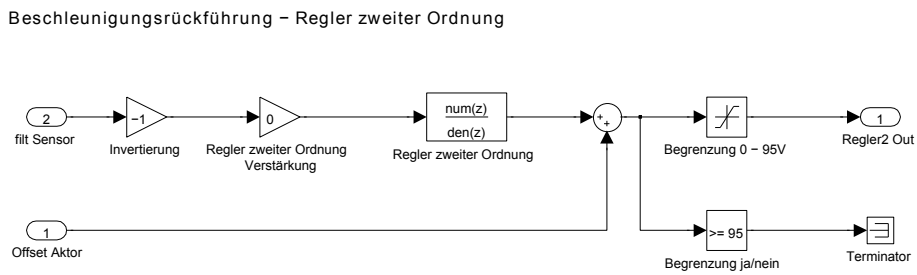 Beschleunigungsrückführung − Regler zweiter Ordnung
2
filt Sensor
−1
Invertierung
0
Regler zweiter Ordnung
Verstärkung
num(z)
den(z)
Regler zweiter Ordnung
+
+
Begrenzung 0 − 95V
1
Regler2 Out
1
Offset Aktor
>= 95
Begrenzung ja/nein
Terminator